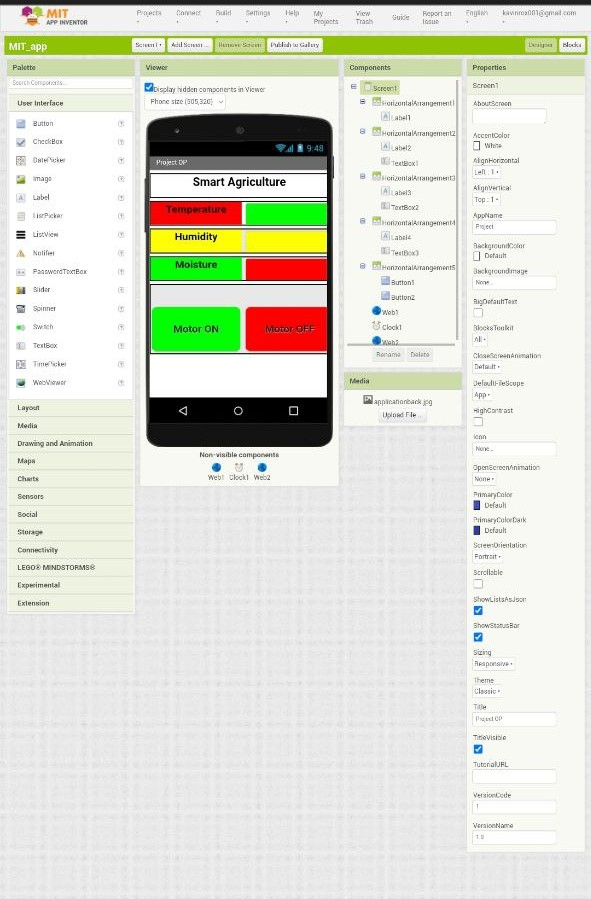 MIT
APP INVENTOR
Projects
Connect
Build
Settings
Help
My Projects
View Trash
Guide
Report an Issue
English
kavinrox001@gmail.com
MIT_app
Screen1
Add Screen ...
Remove Screen
Publish to Gallery
Designer
Blocks
Palette
Search Components...
User Interface
Button
CheckBox
DatePicker
Image
Label
ListPicker
ListView
Notifier
PasswordTextBox
Slider
Spinner
Switch
TextBox
TimePicker
WebViewer
Layout
Media
Drawing and Animation
Maps
Charts
Sensors
Social
Storage
Connectivity
LEGO® MINDSTORMS®
Experimental
Extension
Viewer
Display hidden components in Viewer
Phone size (505,320)
9:48
Project OP
Smart Agriculture
Temperature
Humidity
Moisture
Motor ON
Motor OFF
Non-visible components
Web1 Clock1 Web2
Components
Screen1
HorizontalArrangement1
Label1
HorizontalArrangement2
Label2
TextBox1
HorizontalArrangement3
Label3
TextBox2
HorizontalArrangement4
Label4
TextBox3
HorizontalArrangement5
Button1
Button2
Web1
Clock1
Web2
Rename
Delete
Media
applicationback.jpg
Upload File ...
Properties
Screen1
AboutScreen
AccentColor
White
AlignHorizontal
Left : 1
AlignVertical
Top : 1
AppName
Project
BackgroundColor
Default
BackgroundImage
None...
BigDefaultText
BlocksToolkit
All
CloseScreenAnimation
Default
DefaultFileScope
App
HighContrast
Icon
None...
OpenScreenAnimation
None
PrimaryColor
Default
PrimaryColorDark
Default
ScreenOrientation
Portrait
Scrollable
ShowListsAsJson
ShowStatusBar
Sizing
Responsive
Theme
Classic
Title
Project OP
TitleVisible
TutorialURL
VersionCode
1
VersionName